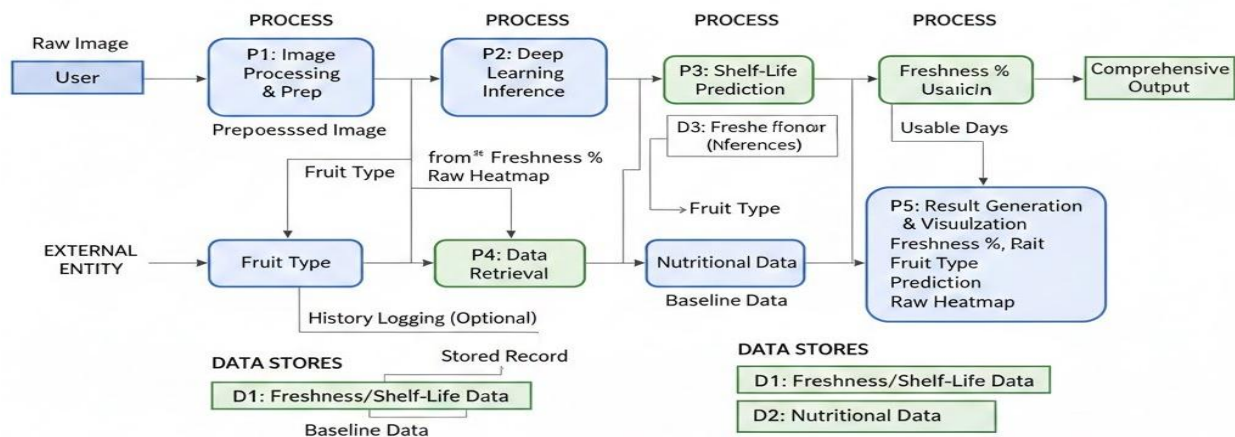 PROCESS
PROCESS
PROCESS
PROCESS
Raw Image
User
P1: Image
Processing
& Prep
P2: Deep
Learning
Inference
P3: Shelf-Life
Prediction
Freshness %
Comprehensive
Output
Prepoesssed Image
Usable Days
D3: Freshe
(Nferences)
Fruit Type
from Freshness %
Raw Heatmap
Fruit Type
EXTERNAL
ENTITY
Fruit Type
P4: Data
Retrieval
Nutritional Data
Baseline Data
P5: Result Generation
& Visuulzation
Freshness %,
Fruit Type
Prediction
Raw Heatmap
History Logging (Optional)
DATA STORES
Stored Record
D1: Freshness/Shelf-Life Data
Baseline Data
DATA STORES
D1: Freshness/Shelf-Life Data
D2: Nutritional Data